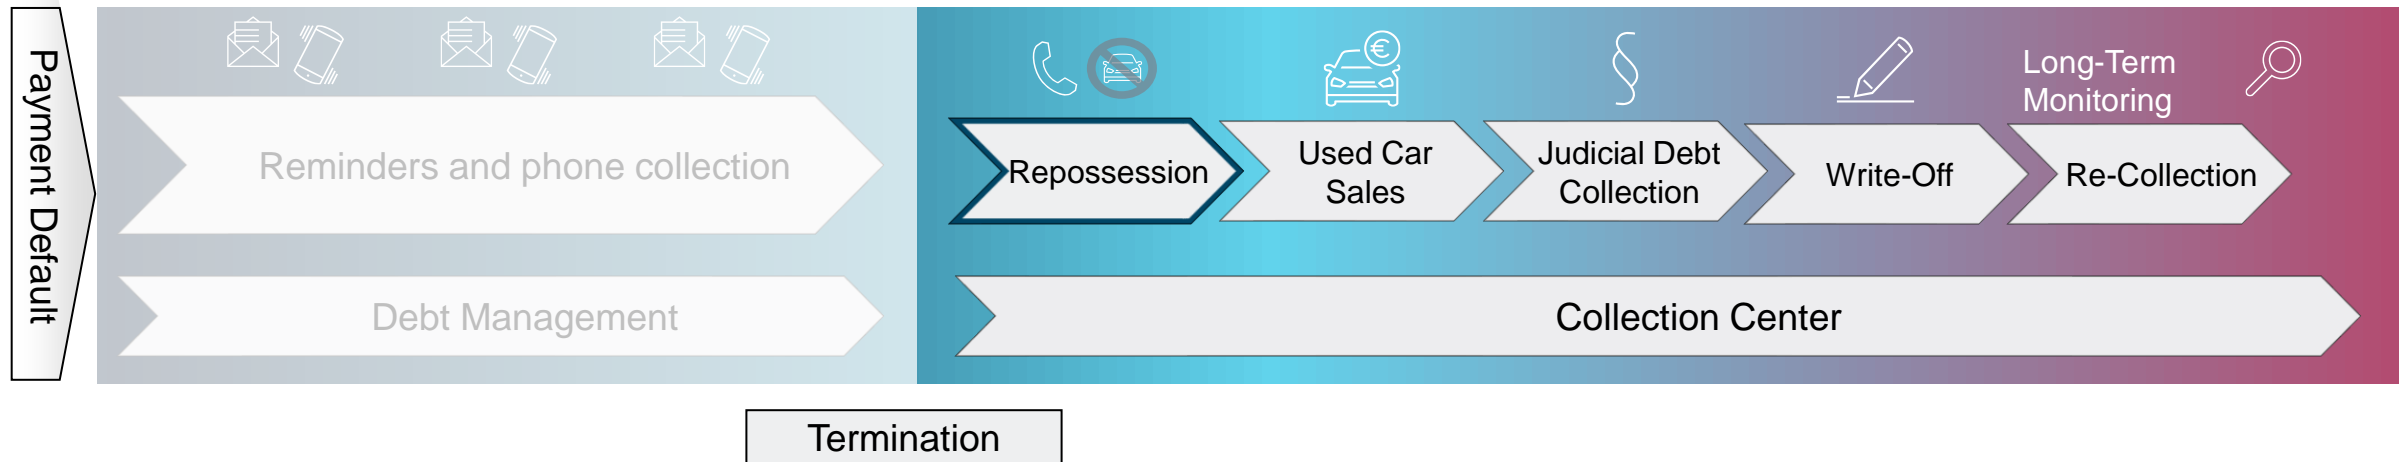 Payment Default
Reminders and phone collection
Debt Management
Repossession
Used Car
Sales
Judicial Debt
Collection
Write-Off
Long-Term
Monitoring
Re-Collection
Collection Center
Termination